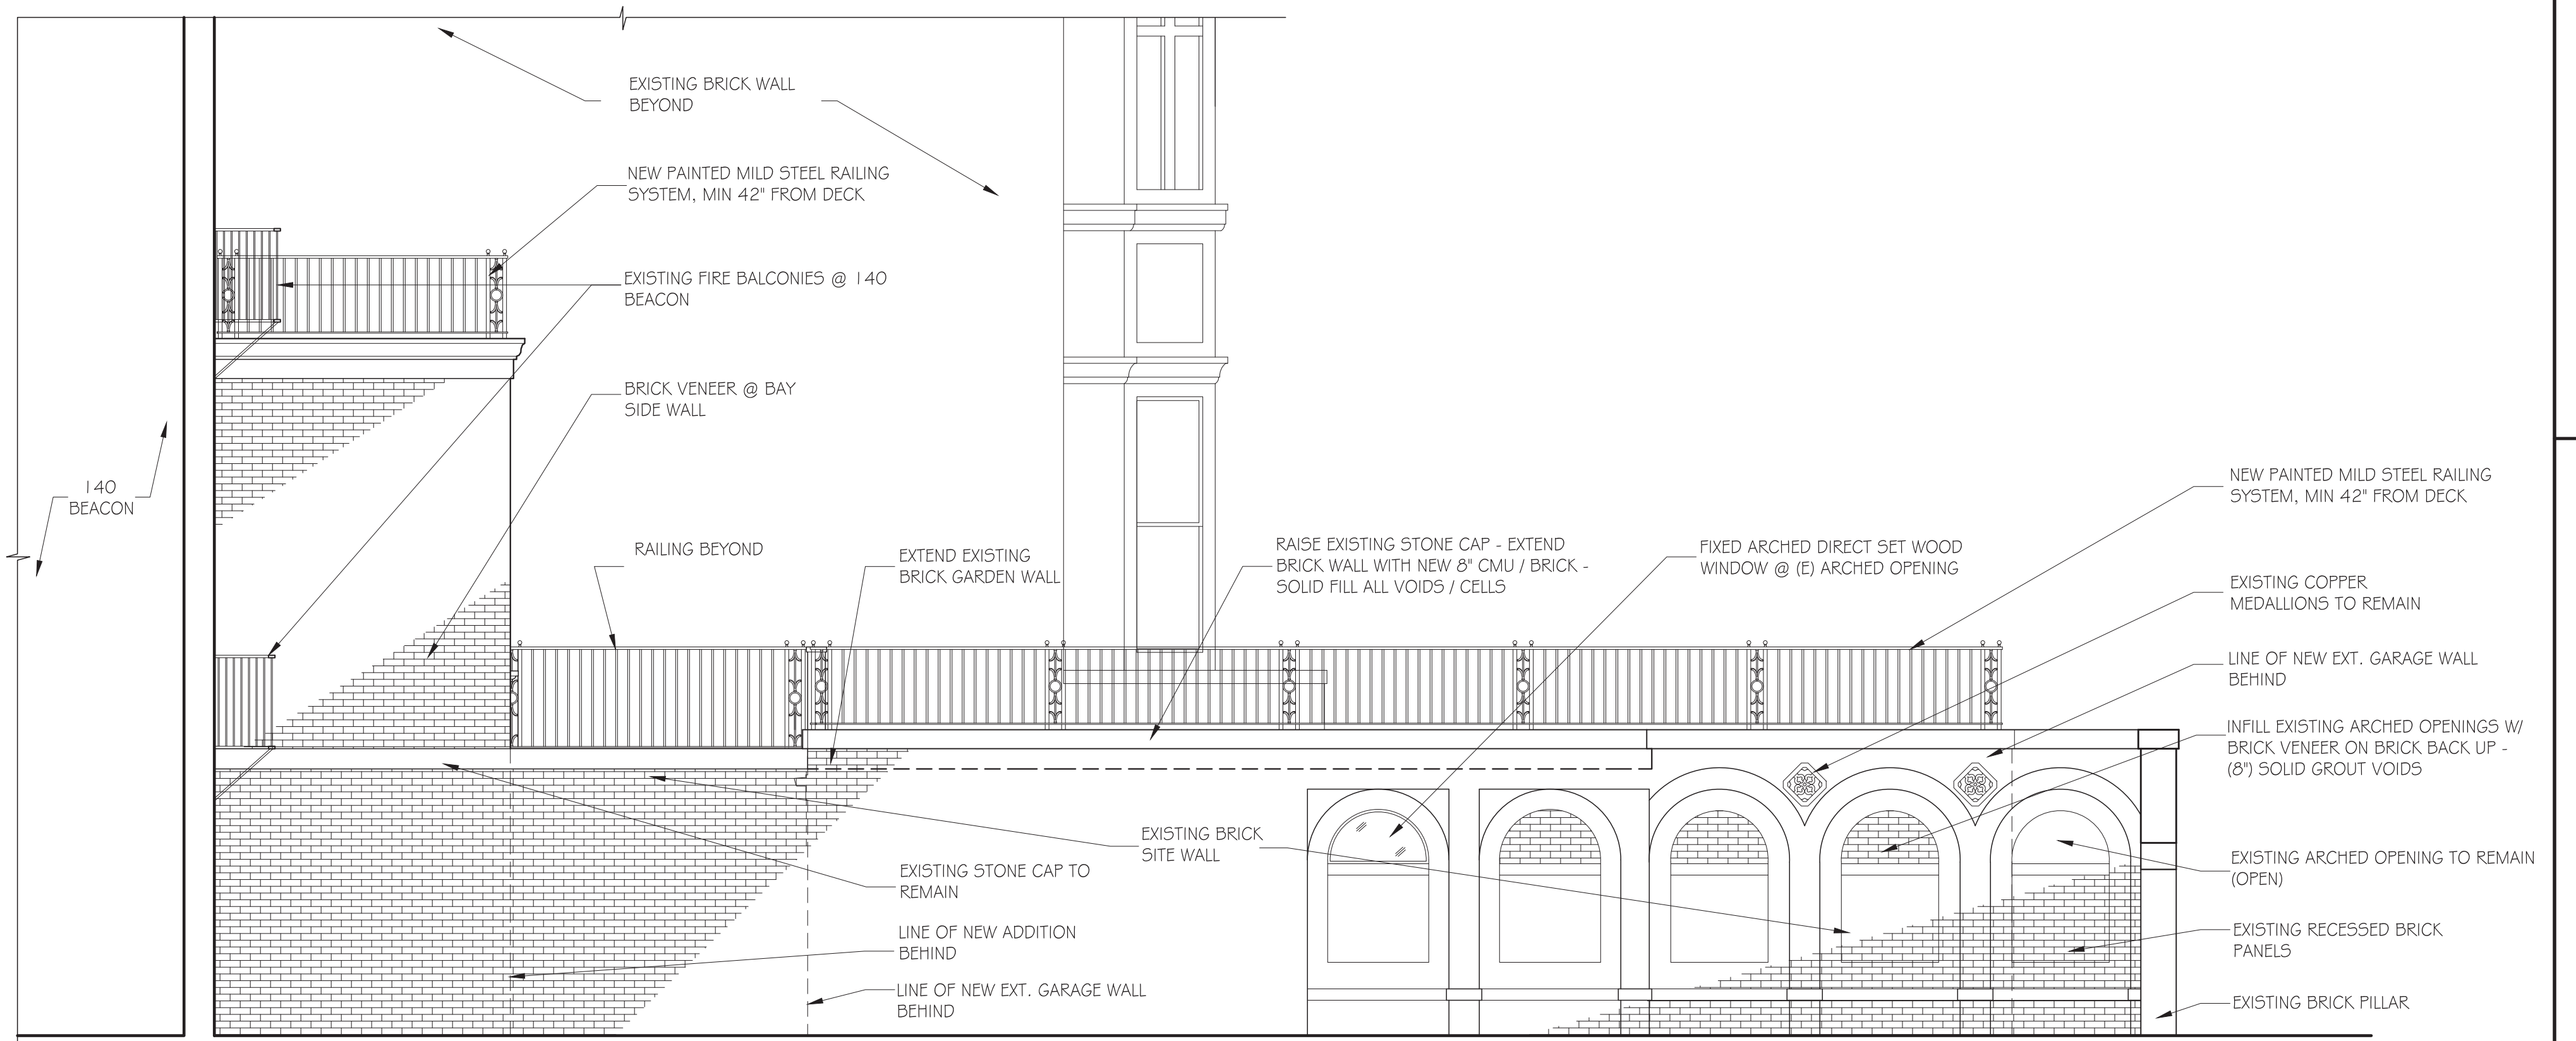 EXISTING BRICK WALL
BEYOND
NEW PAINTED MILD STEEL RAILING
SYSTEM, MIN 42" FROM DECK
EXISTING FIRE BALCONIES @ 140
BEACON
BRICK VENEER @ BAY
SIDE WALL
140
BEACON
RAILING BEYOND
EXTEND EXISTING
BRICK GARDEN WALL
RAISE EXISTING STONE CAP - EXTEND
BRICK WALL WITH NEW 8" CMU / BRICK -
SOLID FILL ALL VOIDS / CELLS
FIXED ARCHED DIRECT SET WOOD
WINDOW @ (E) ARCHED OPENING
NEW PAINTED MILD STEEL RAILING
SYSTEM, MIN 42" FROM DECK
EXISTING COPPER
MEDALLIONS TO REMAIN
LINE OF NEW EXT. GARAGE WALL
BEHIND
INFILL EXISTING ARCHED OPENINGS W/
BRICK VENEER ON BRICK BACK UP -
(8") SOLID GROUT VOIDS
EXISTING BRICK
SITE WALL
EXISTING STONE CAP TO
REMAIN
LINE OF NEW ADDITION
BEHIND
LINE OF NEW EXT. GARAGE WALL
BEHIND
EXISTING ARCHED OPENING TO REMAIN
(OPEN)
EXISTING RECESSED BRICK
PANELS
EXISTING BRICK PILLAR